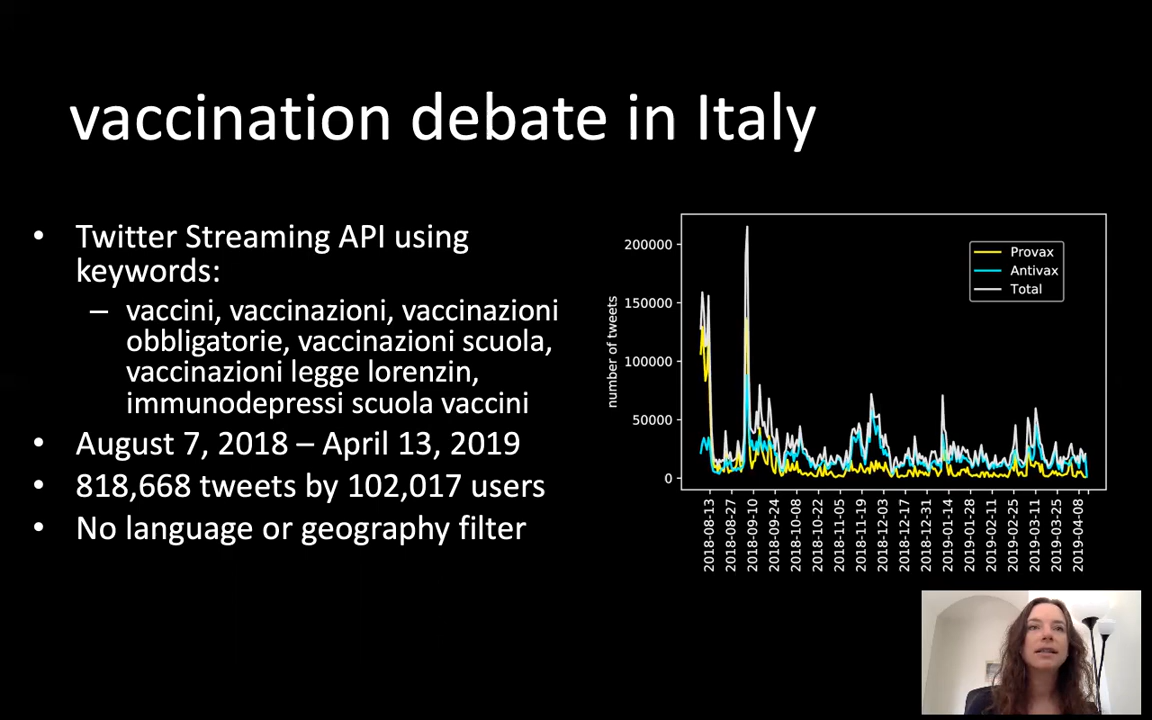 vaccination debate in Italy
• Twitter Streaming API using
keywords:
– vaccini, vaccinazioni, vaccinazioni
obbligatorie, vaccinazioni scuola,
vaccinazioni legge lorenzin,
immunodepressi scuola vaccini
• August 7, 2018 – April 13, 2019
• 818,668 tweets by 102,017 users
• No language or geography filter
number of tweets
200000
150000
100000
50000
0
Provax
Antivax
Total
2018-08-13
2018-08-27
2018-09-10
2018-09-24
2018-10-08
2018-10-22
2018-11-05
2018-11-19
2018-12-03
2018-12-17
2018-12-31
2019-01-14
2019-01-28
2019-02-11
2019-02-25
2019-03-11
2019-03-25
2019-04-08